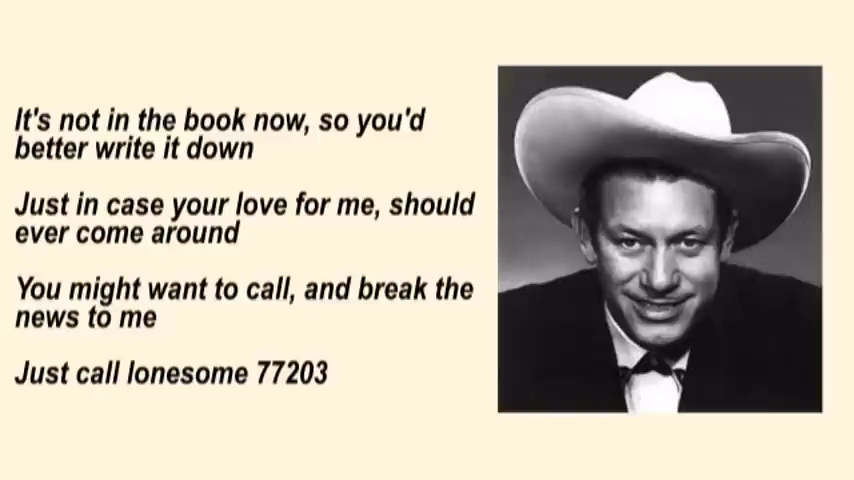 It's not in the book now, so you'd
better write it down
Just in case your love for me, should
ever come around
You might want to call, and break the
news to me
Just call lonesome 77203